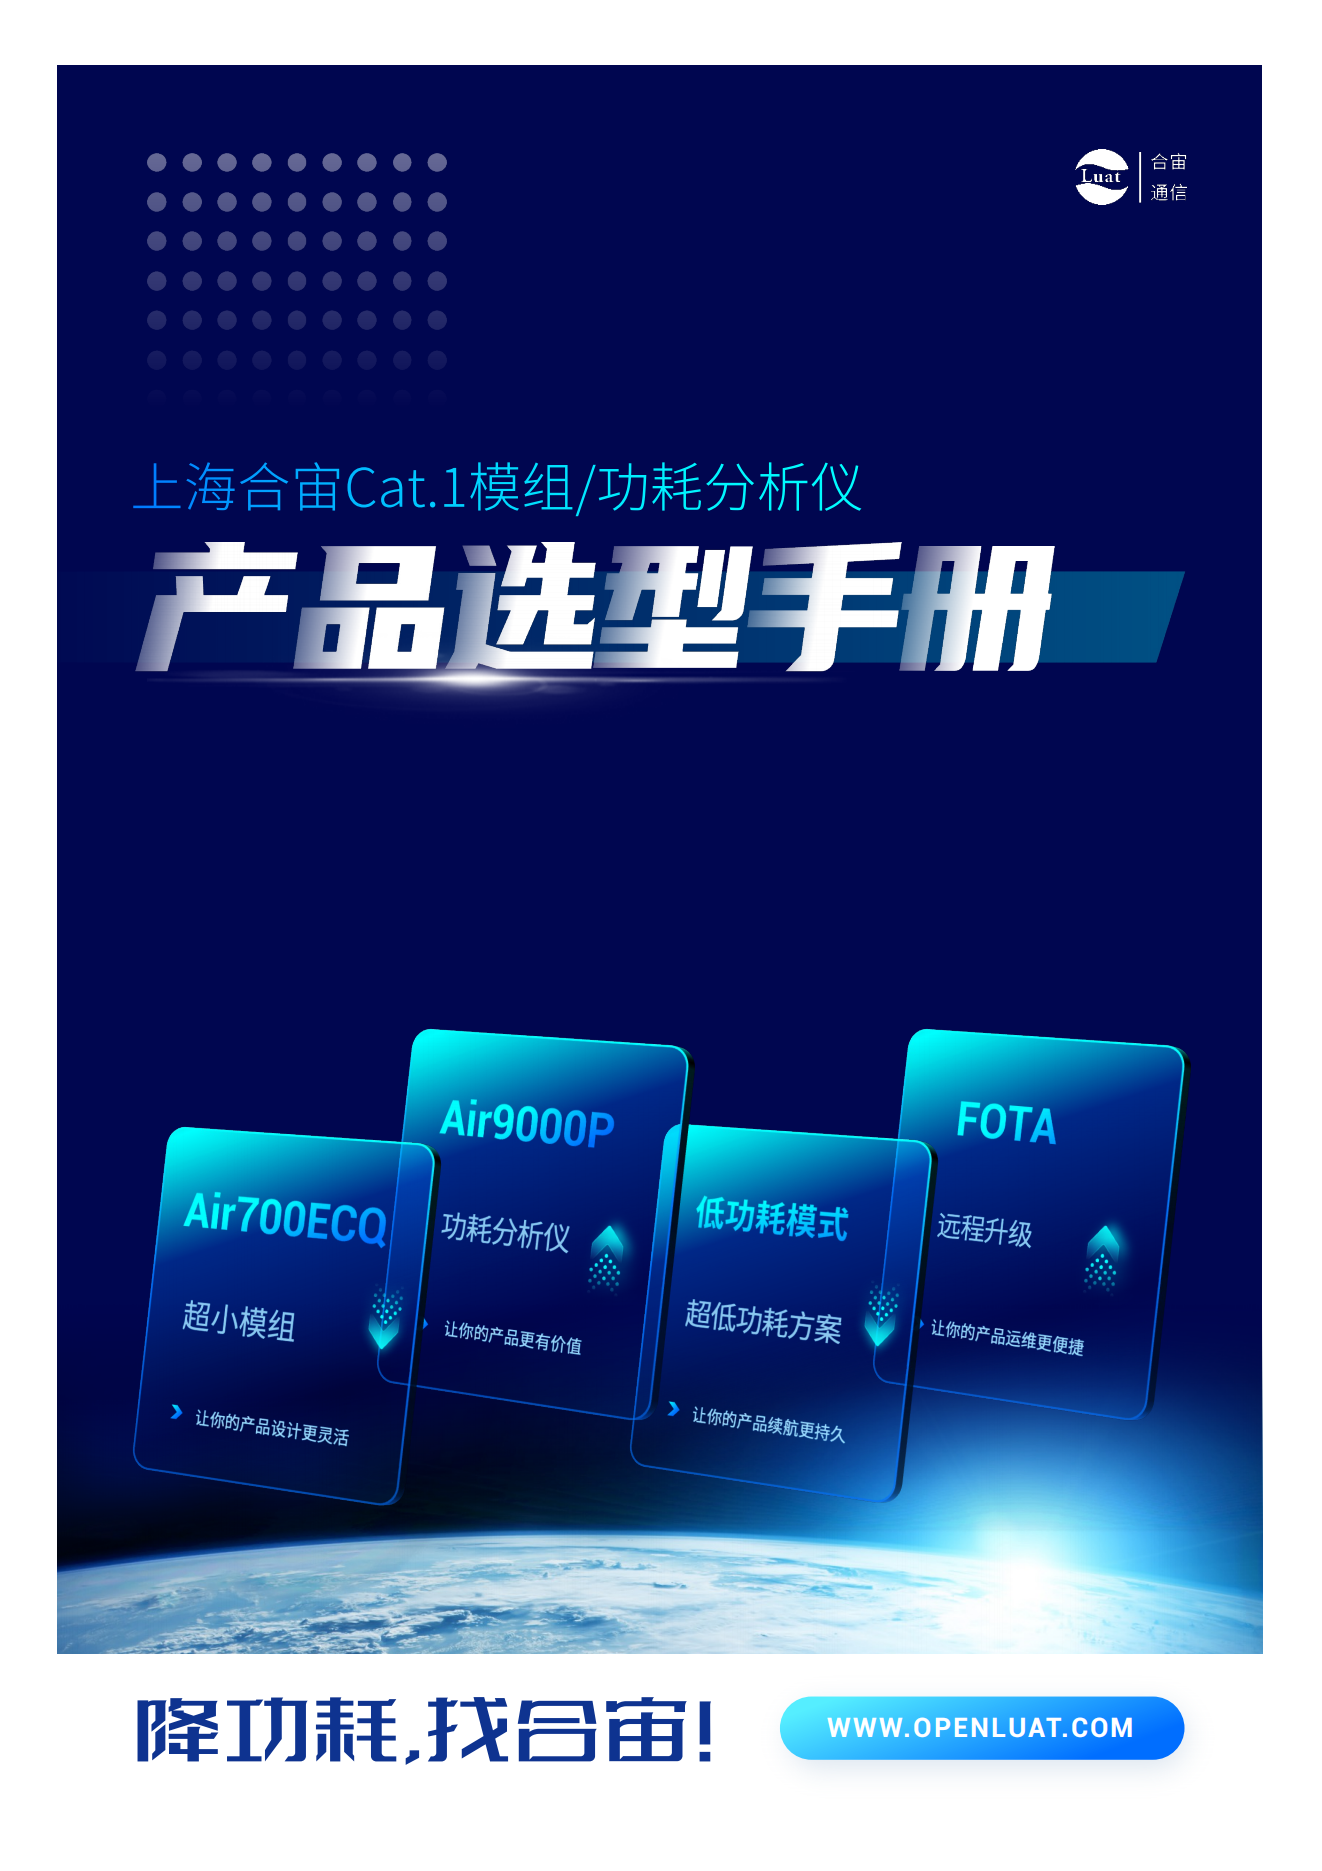 Luat
合宙
通信
上海合宙Cat.1模组/功耗分析仪
产品选型手册
Air700ECQ
超小模组
让你的产品设计更灵活
Air9000P
功耗分析仪
让你的产品更有价值
低功耗模式
超低功耗方案
让你的产品续航更持久
FOTA
远程升级
让你的产品运维更便捷
降功耗,找合宙!
WWW.OPENLUAT.COM